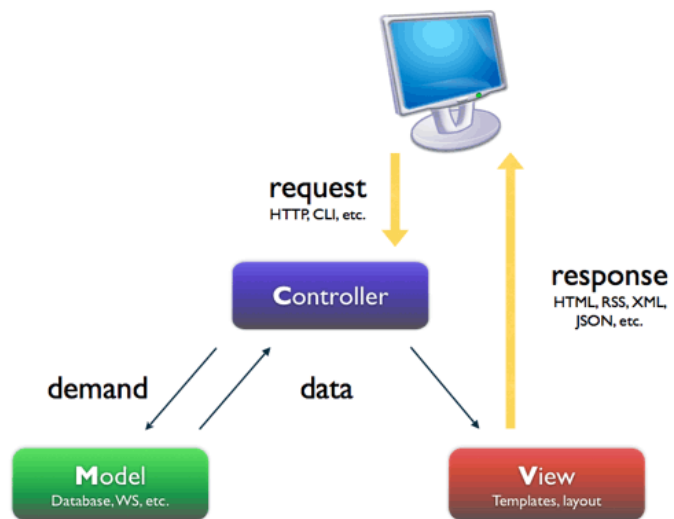 request
HTTP, CLI, etc.
Controller
response
HTML, RSS, XML,
JSON, etc.
demand
data
Model
Database, WS, etc.
View
Templates, layout